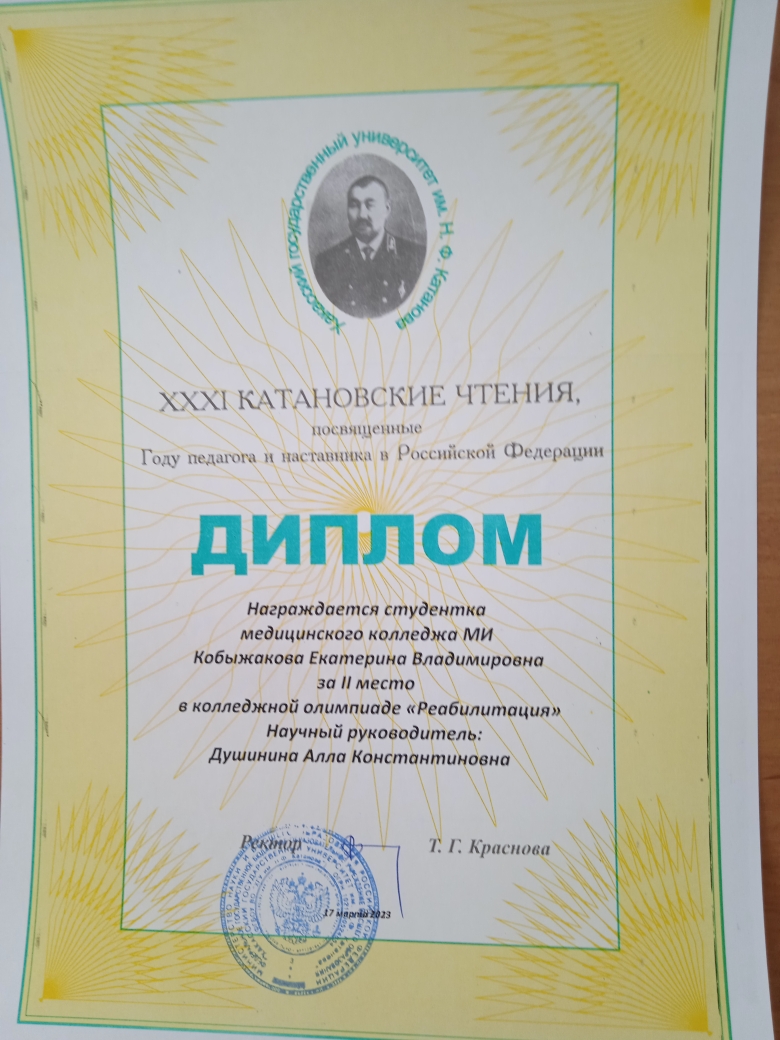 Хакасский государственный университет им. Н. Ф. Катанова
XXXI КАТАНОВСКИЕ ЧТЕНИЯ,
посвященные
Году педагога и наставника в Российской Федерации
ДИПЛОМ
Награждается студентка
медицинского колледжа МИ
Кобыжакова Екатерина Владимировна
за II место
в колледжной олимпиаде «Реабилитация»
Научный руководитель:
Душинина Алла Константиновна
Ректор Т. Г. Краснова
17 марта 2023